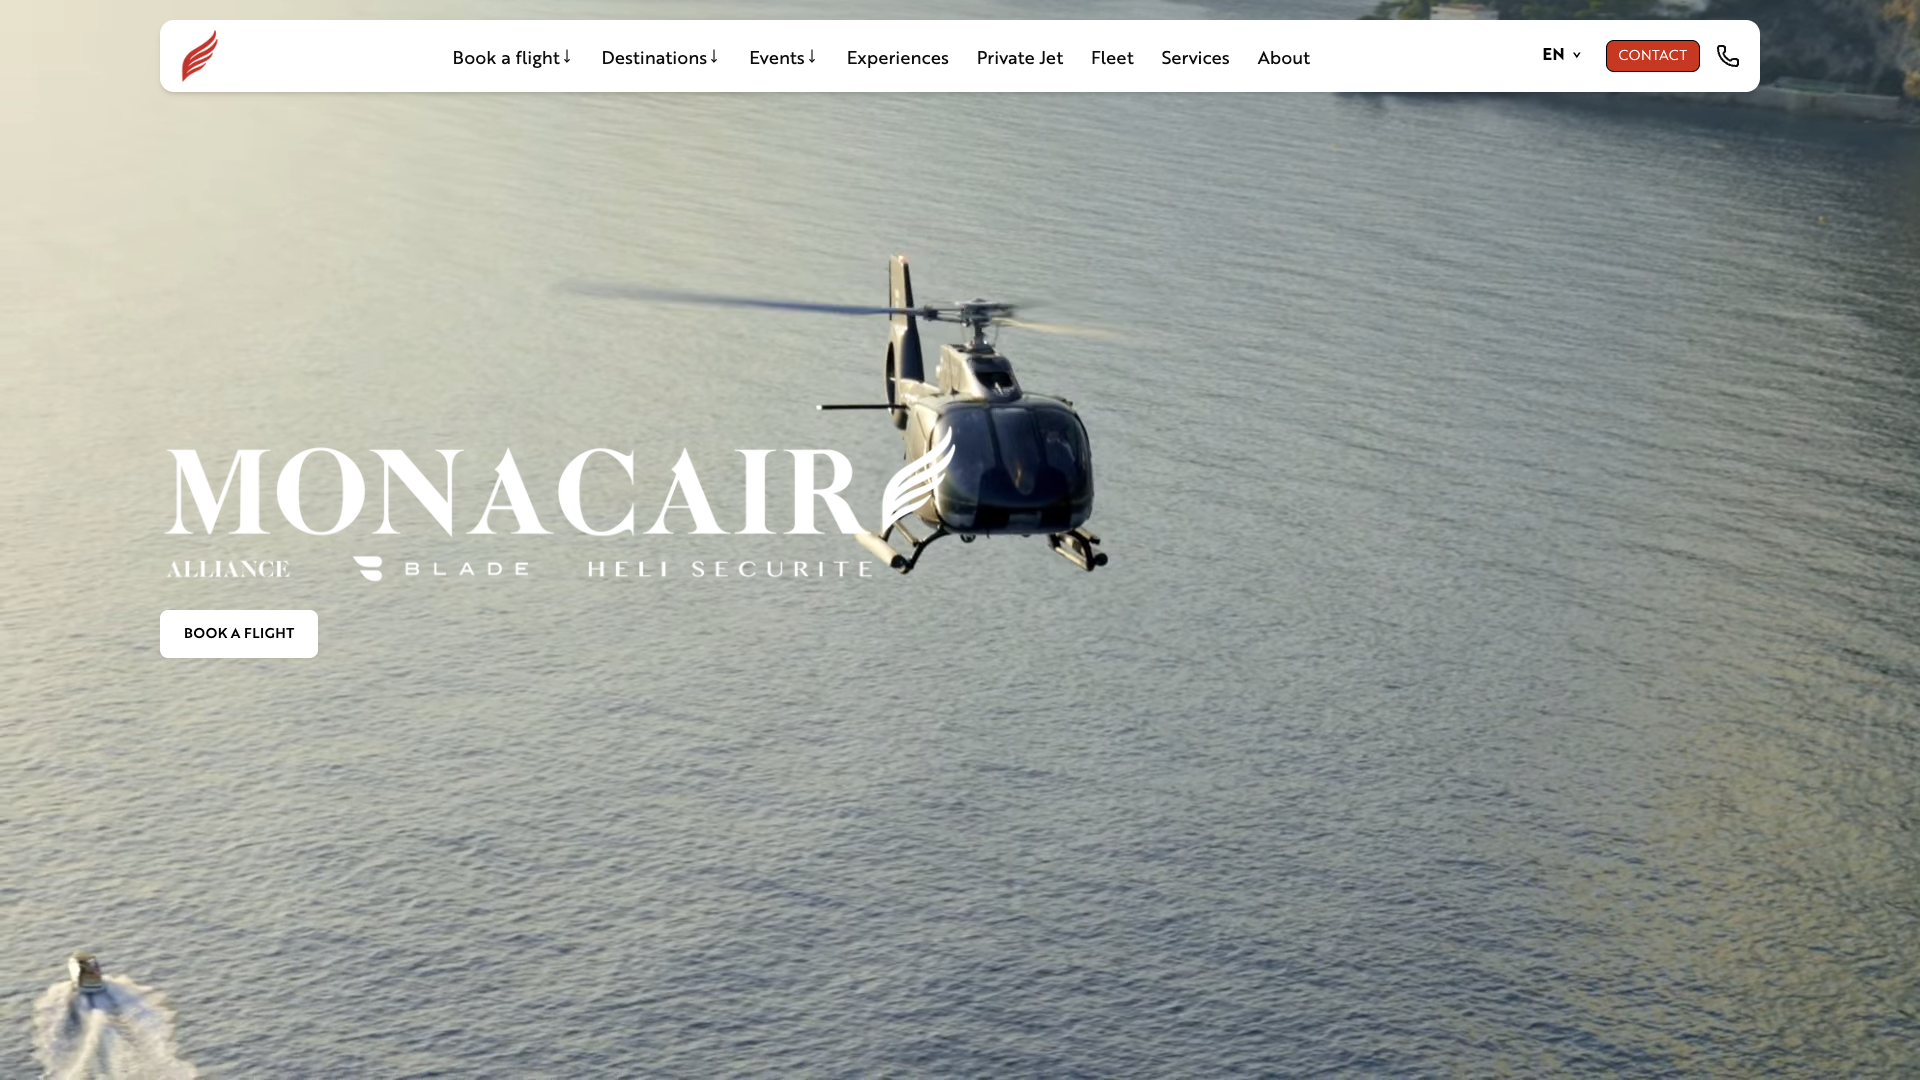 Book a flight↓ Destinations↓ Events↓ Experiences Private Jet Fleet Services About EN CONTACT
MONACAIR
ALLIANCE BLADE HELI SECURITE
BOOK A FLIGHT